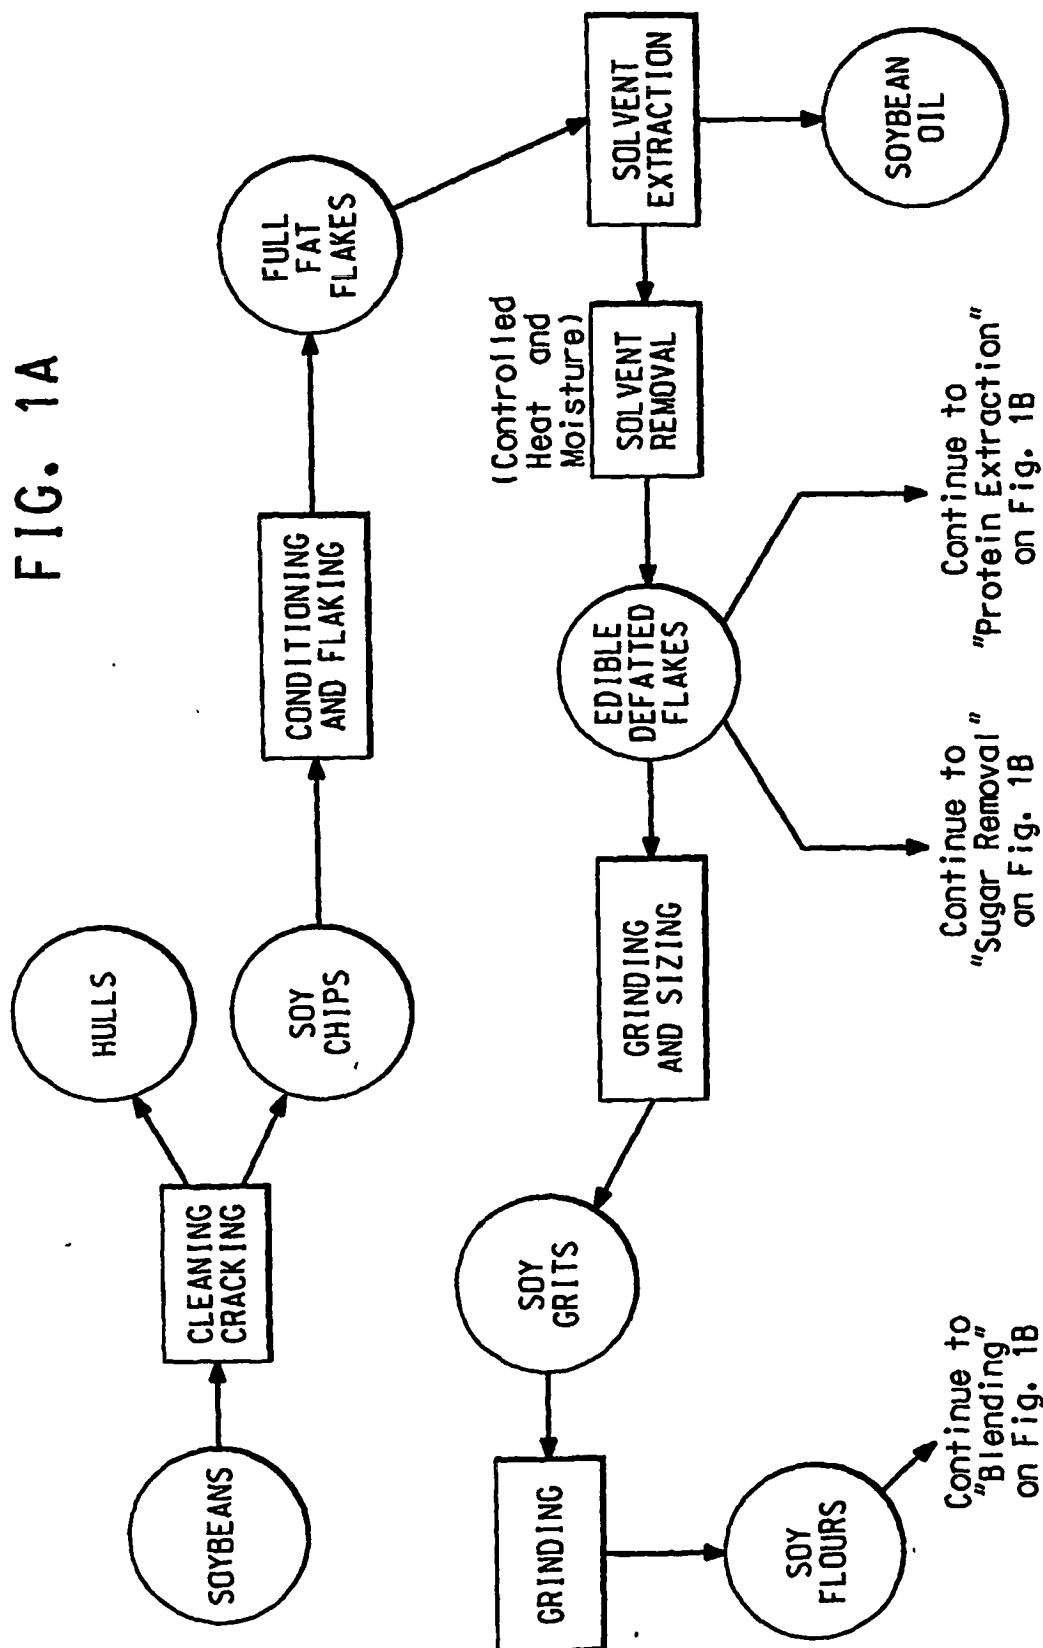 FIG. 1A
SOYBEANS
CLEANING
CRACKING
HULLS
SOY
CHIPS
CONDITIONING
AND FLAKING
FULL
FAT
FLAKES
SOLVENT
EXTRACTION
SOYBEAN
OIL
(Controlled
Heat and
Moisture)
SOLVENT
REMOVAL
EDIBLE
DEFATTED
FLAKES
Continue to
"Protein Extraction"
on Fig. 1B
Continue to
"Sugar Removal"
on Fig. 1B
GRINDING
AND SIZING
SOY
GRITS
GRINDING
SOY
FLOURS
Continue to
"Blending"
on Fig. 1B